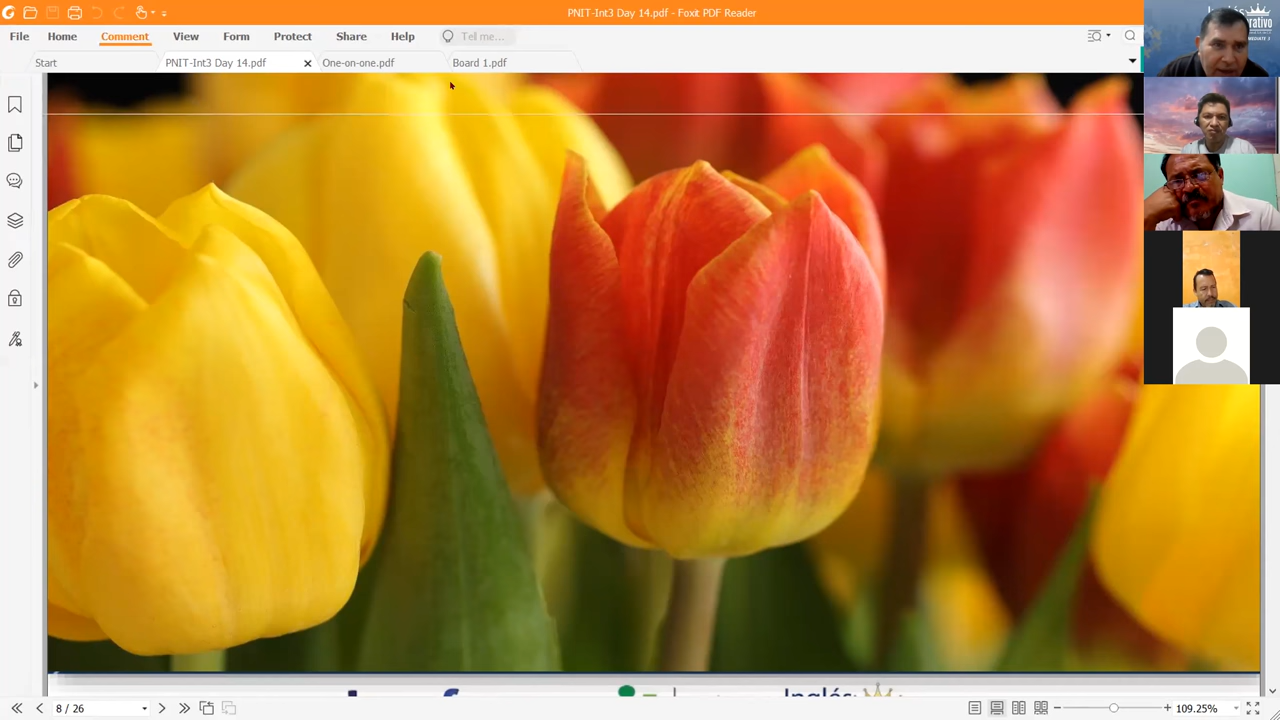 PNIT-Int3 Day 14.pdf - Foxit PDF Reader
File Home Comment View Form Protect Share Help Tell me...
Start PNIT-Int3 Day 14.pdf One-on-one.pdf Board 1.pdf
Inglés
8 / 26
109.25%